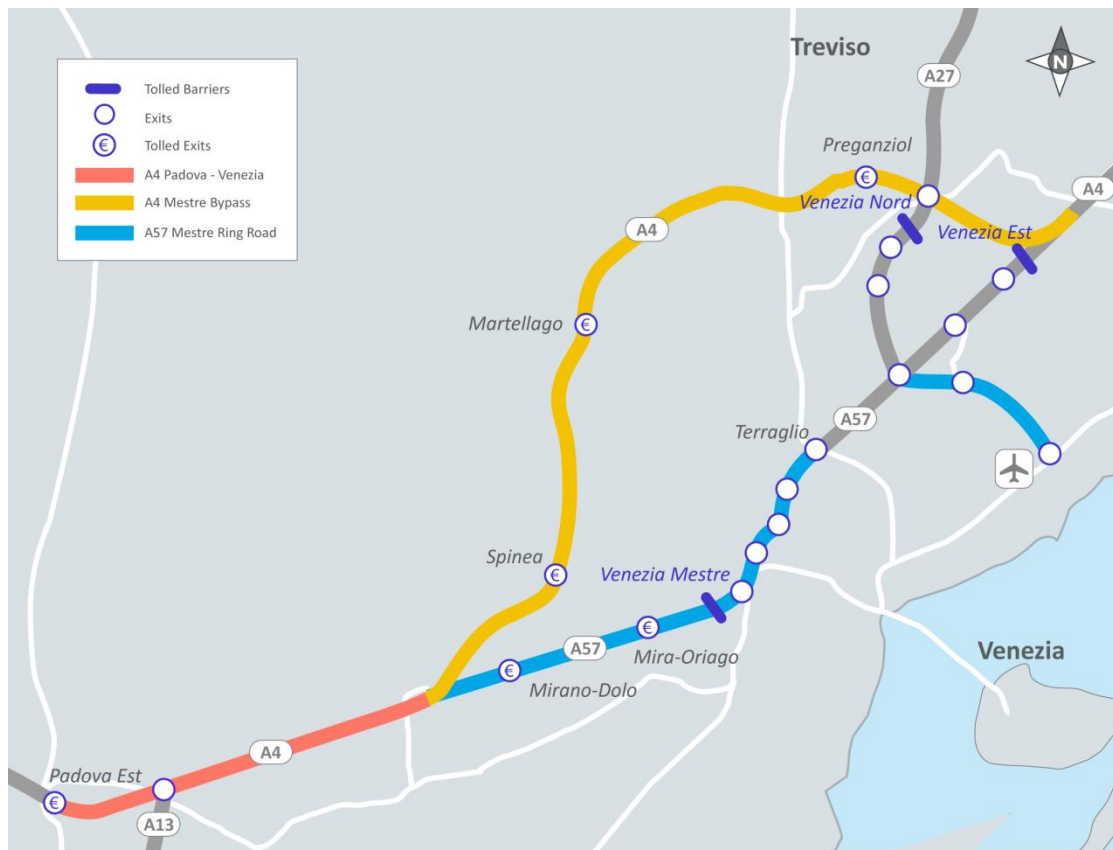 Treviso
N
A27
Tolled Barriers
Exits
€ Tolled Exits
A4 Padova - Venezia
A4 Mestre Bypass
A57 Mestre Ring Road
Preganziol
€
A4
Venezia Nord
Venezia Est
A4
Martellago
€
A57
Terraglio
Spinea
€
Venezia Mestre
€
A57
Mira-Oriago
Venezia
€
Mirano-Dolo
A4
Padova Est
€
A13